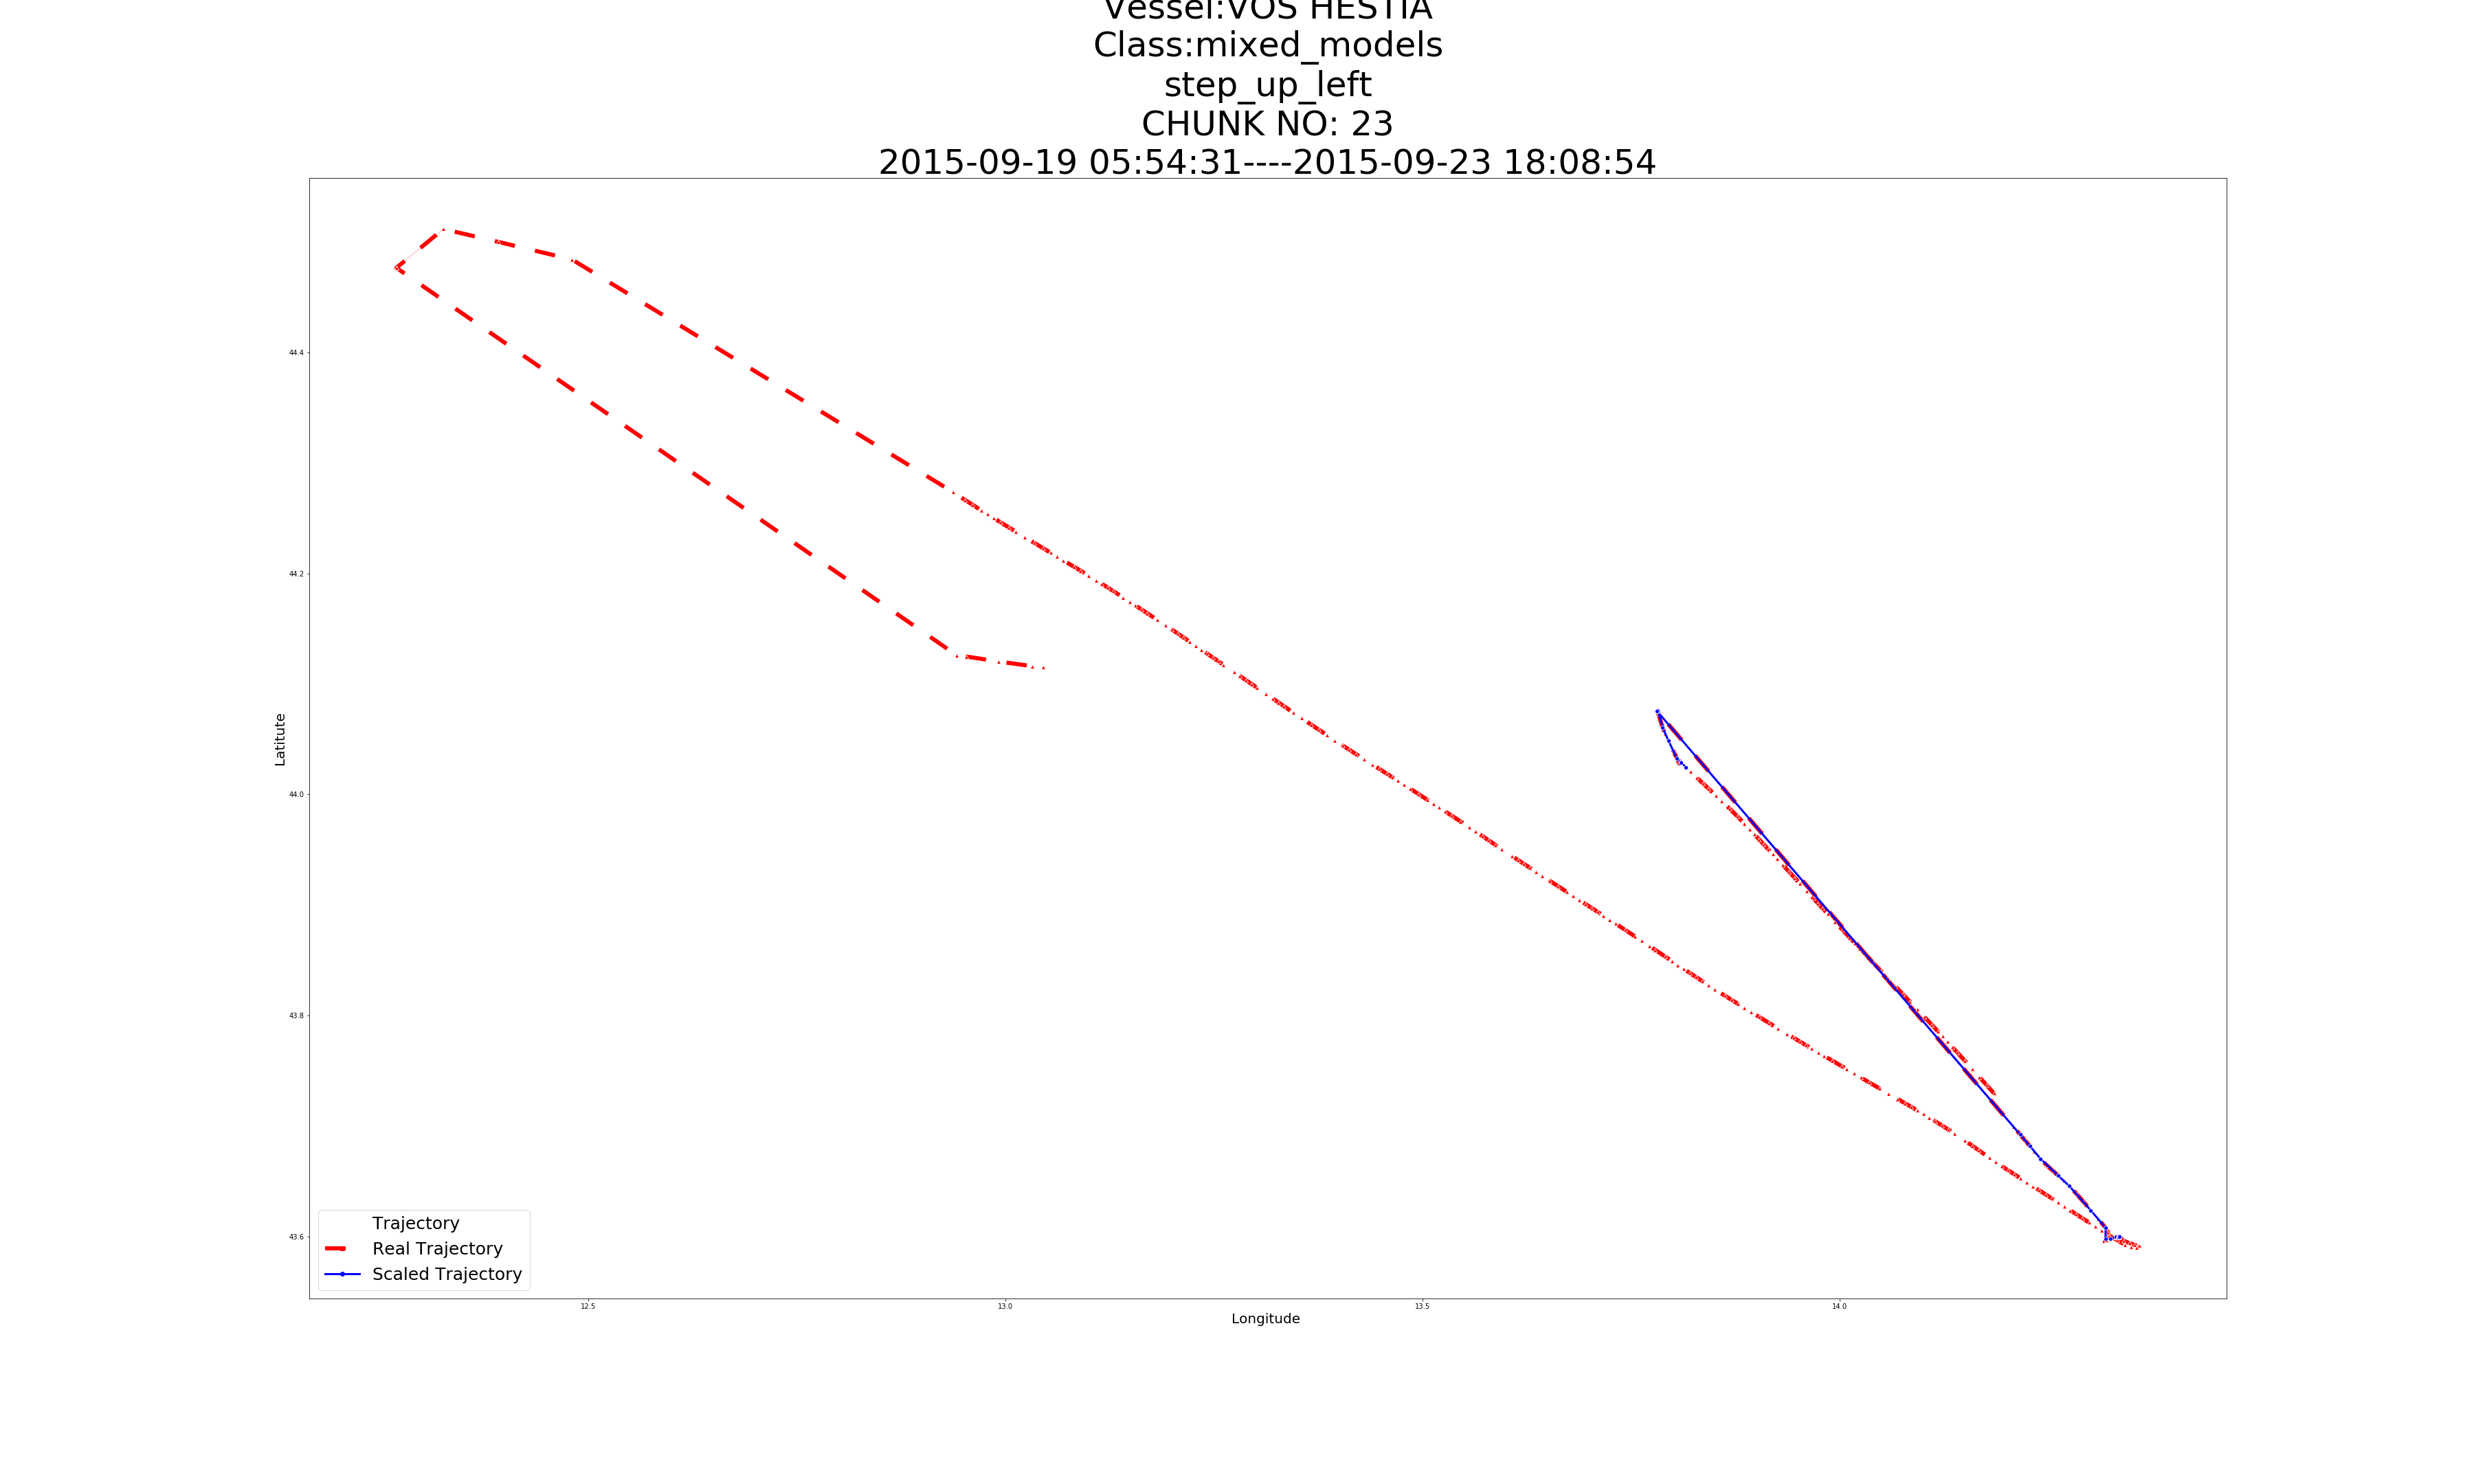 Vessel:VOS HESTIA
Class:mixed_models
step_up_left
CHUNK NO: 23
2015-09-19 05:54:31----2015-09-23 18:08:54
44.4
44.2
44.0
43.8
43.6
Latitute
12.5
13.0
13.5
14.0
Longitude
Trajectory
Real Trajectory
Scaled Trajectory